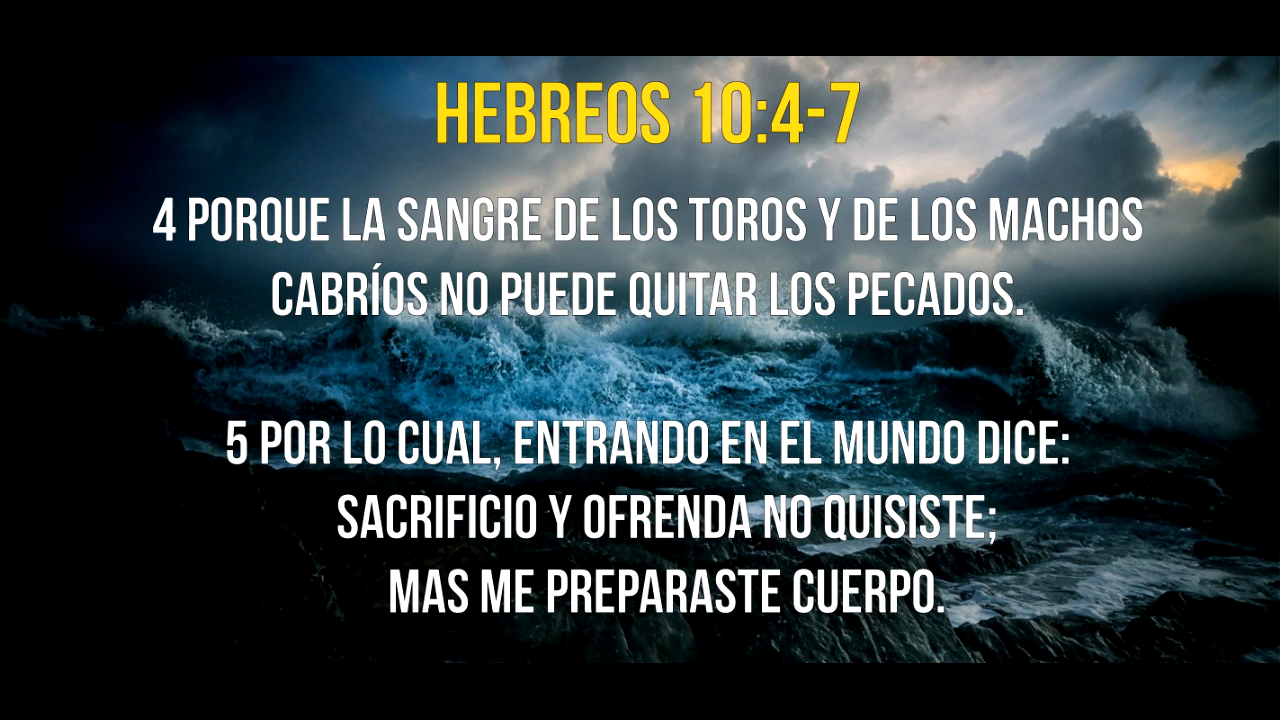 HEBREOS 10:4-7
4 PORQUE LA SANGRE DE LOS TOROS Y DE LOS MACHOS
CABRÍOS NO PUEDE QUITAR LOS PECADOS.
5 POR LO CUAL, ENTRANDO EN EL MUNDO DICE:
SACRIFICIO Y OFRENDA NO QUISISTE;
MAS ME PREPARASTE CUERPO.